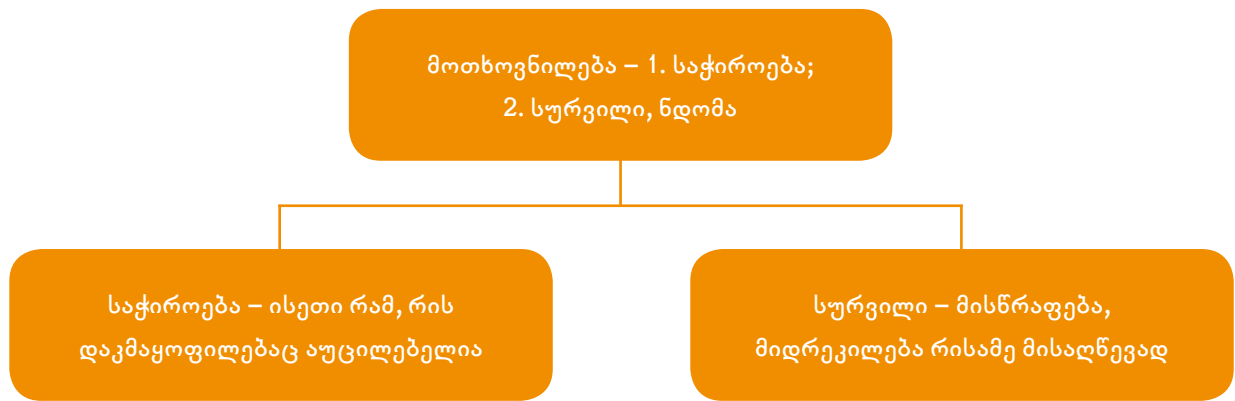 მოთხოვნილება – 1. საჭიროება;
2. სურვილი, ნდომა
საჭიროება – ისეთი რამ, რის
დაკმაყოფილებაც აუცილებელია
სურვილი – მისწრაფება,
მიდრეკილება რისამე მისაღწევად